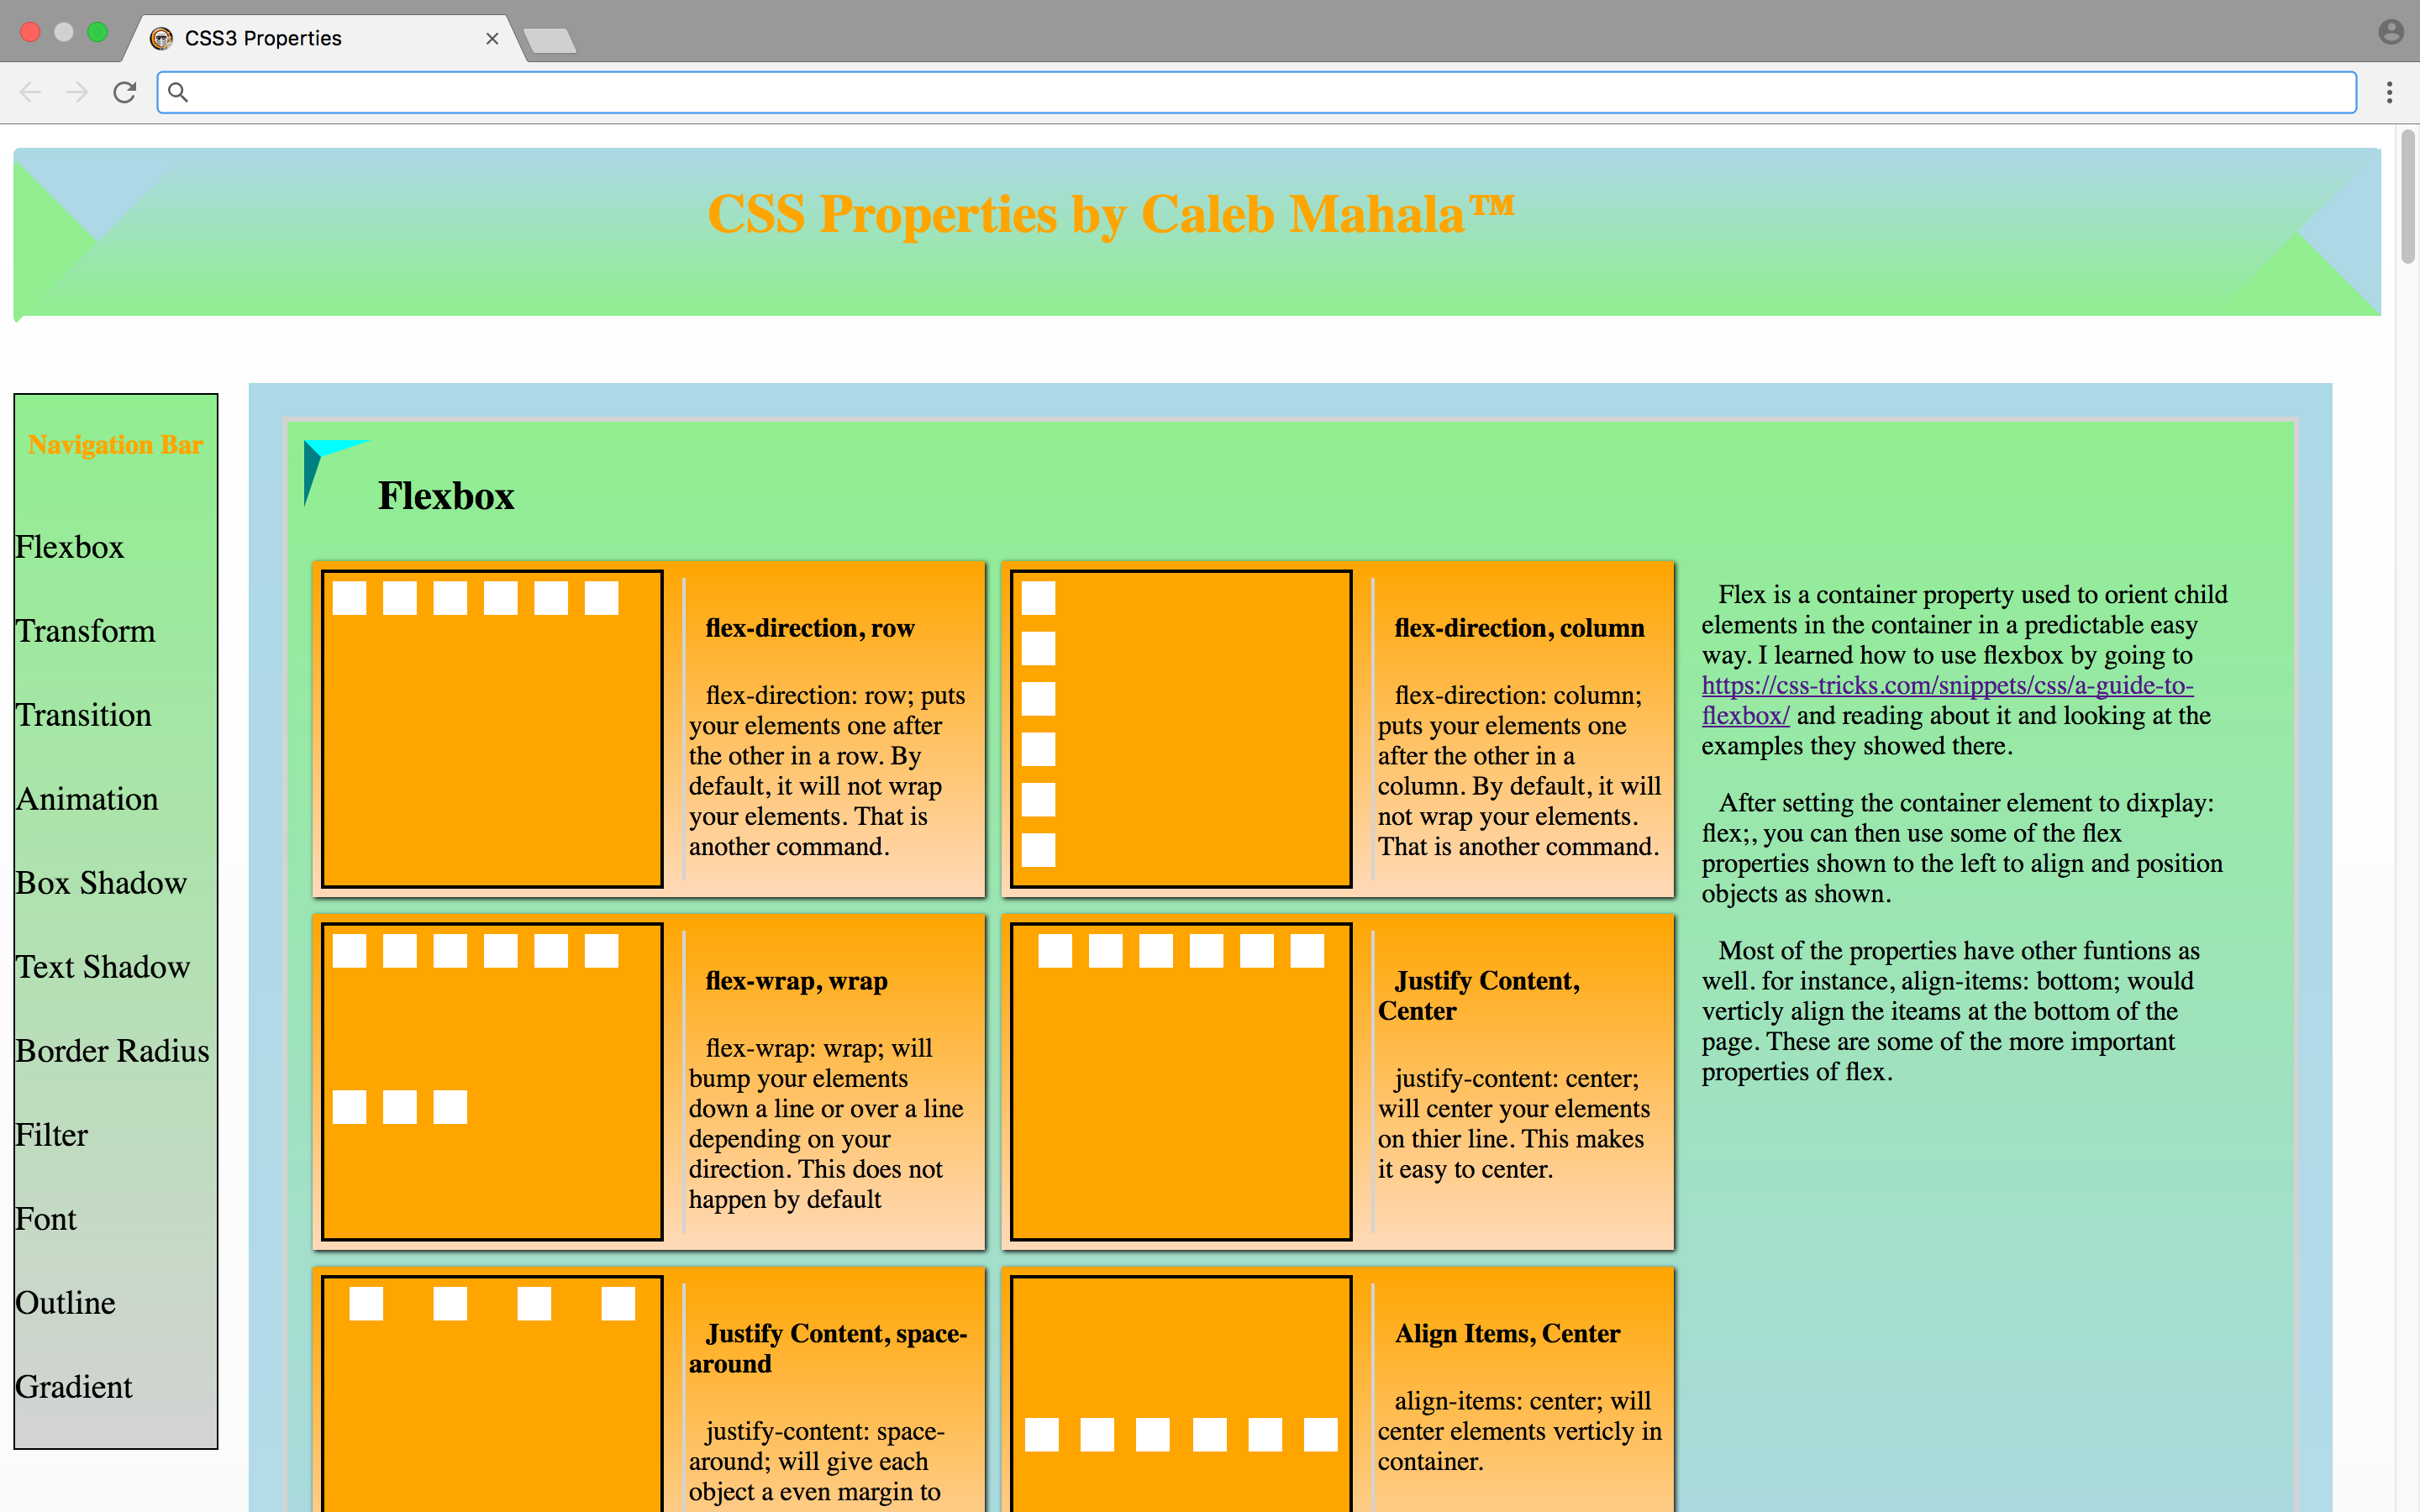 CSS3 Properties
CSS Properties by Caleb Mahala™
Navigation Bar
Flexbox
Transform
Transition
Animation
Box Shadow
Text Shadow
Border Radius
Filter
Font
Outline
Gradient
Flexbox
flex-direction, row
flex-direction: row; puts
your elements one after
the other in a row. By
default, it will not wrap
your elements. That is
another command.
flex-direction, column
flex-direction: column;
puts your elements one
after the other in a
column. By default, it will
not wrap your elements.
That is another command.
flex-wrap, wrap
flex-wrap: wrap; will
bump your elements
down a line or over a line
depending on your
direction. This does not
happen by default
Justify Content,
Center
justify-content: center;
will center your elements
on thier line. This makes
it easy to center.
Justify Content, space-
around
justify-content: space-
around; will give each
object a even margin to
Align Items, Center
align-items: center; will
center elements verticly in
container.
Flex is a container property used to orient child
elements in the container in a predictable easy
way. I learned how to use flexbox by going to
https://css-tricks.com/snippets/css/a-guide-to-
flexbox/ and reading about it and looking at the
examples they showed there.
After setting the container element to dixplay:
flex;, you can then use some of the flex
properties shown to the left to align and position
objects as shown.
Most of the properties have other funtions as
well. for instance, align-items: bottom; would
verticly align the iteams at the bottom of the
page. These are some of the more important
properties of flex.